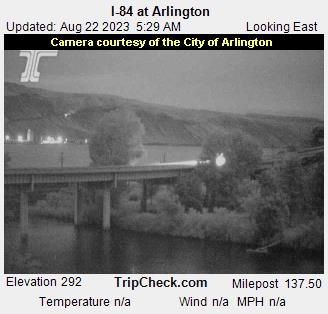 I-84 at Arlington
Updated: Aug 22 2023 5:29 AM Looking East
Camera courtesy of the City of Arlington
Elevation 292 TripCheck.com Milepost 137.50
Temperature n/a Wind n/a MPH n/a